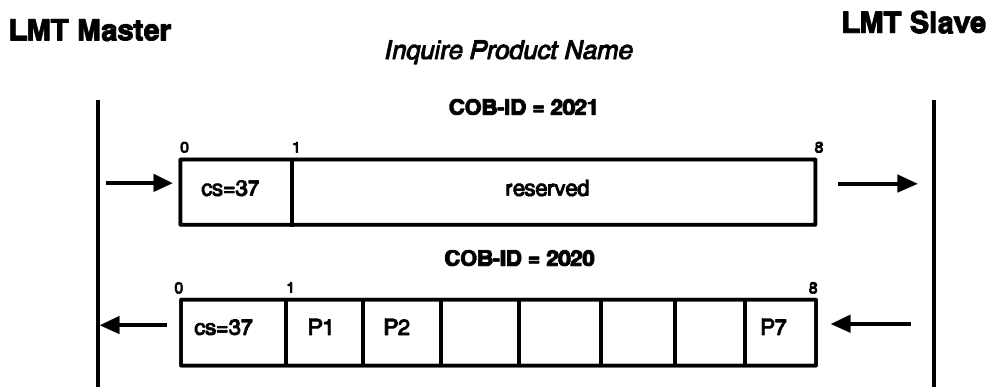 LMT Master
LMT Slave
Inquire Product Name
COB-ID = 2021
0 1 8
cs=37 reserved
COB-ID = 2020
0 1 8
cs=37 P1 P2 P7